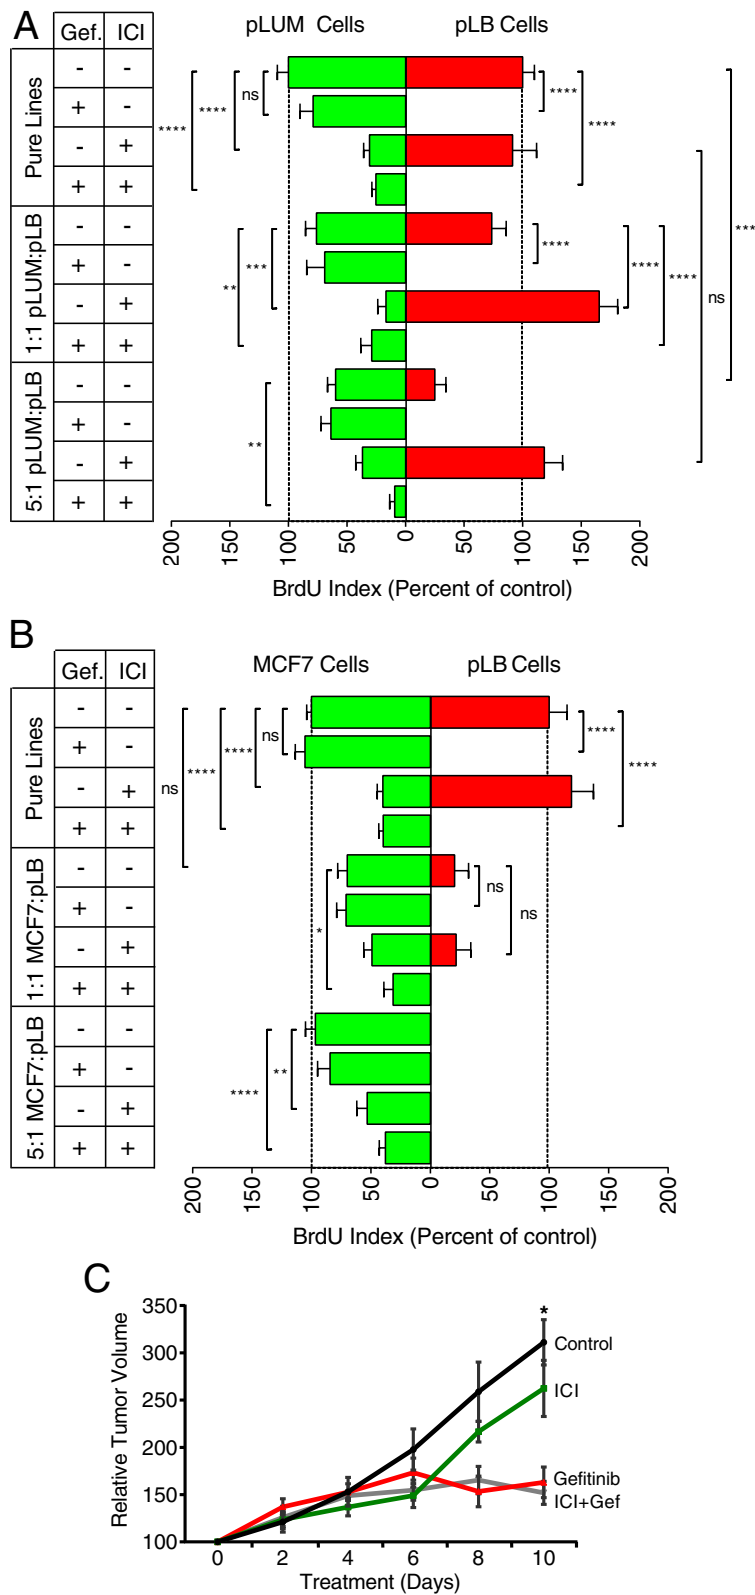 A
Gef. ICI
pLUM Cells pLB Cells
Pure Lines
- -
+ -
- +
+ +
1:1 pLUM:pLB
- -
+ -
- +
+ +
5:1 pLUM:pLB
- -
+ -
- +
+ +
**** **** ns
**** ****
** ***
**** **** ****
**
ns ***
200 150 100 50 0 50 100 150 200
BrdU Index (Percent of control)
B
Gef. ICI
MCF7 Cells pLB Cells
Pure Lines
- -
+ -
- +
+ +
1:1 MCF7:pLB
- -
+ -
- +
+ +
5:1 MCF7:pLB
- -
+ -
- +
+ +
ns **** **** ns
**** ****
*
ns ns
**** **
200 150 100 50 0 50 100 150 200
BrdU Index (Percent of control)
C
Relative Tumor Volume
350
300
250
200
150
100
*
Control
ICI
Gefitinib
ICI+Gef
0 2 4 6 8 10
Treatment (Days)